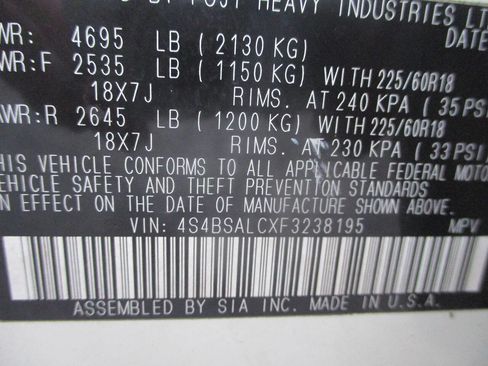 BY FUJI HEAVY INDUSTRIES LT
DATE
WR: 4695 LB ( 2130 KG)
WR:F 2535 LB ( 1150 KG) WITH 225/60R18
18X7J RIMS. AT 240 KPA ( 35 PSI
AWR:R 2645 LB ( 1200 KG) WITH 225/60R18
18X7J RIMS. AT 230 KPA ( 33 PSI)
HIS VEHICLE CONFORMS TO ALL APPLICABLE FEDERAL MOTO
EHICLE SAFETY AND THEFT PREVENTION STANDARDS
N EFFECT ON THE DATE OF MANUFACTURE SHOWN ABOVE.
VIN: 4S4BSALCXF3238195 MPV
ASSEMBLED BY SIA INC. MADE IN U.S.A.